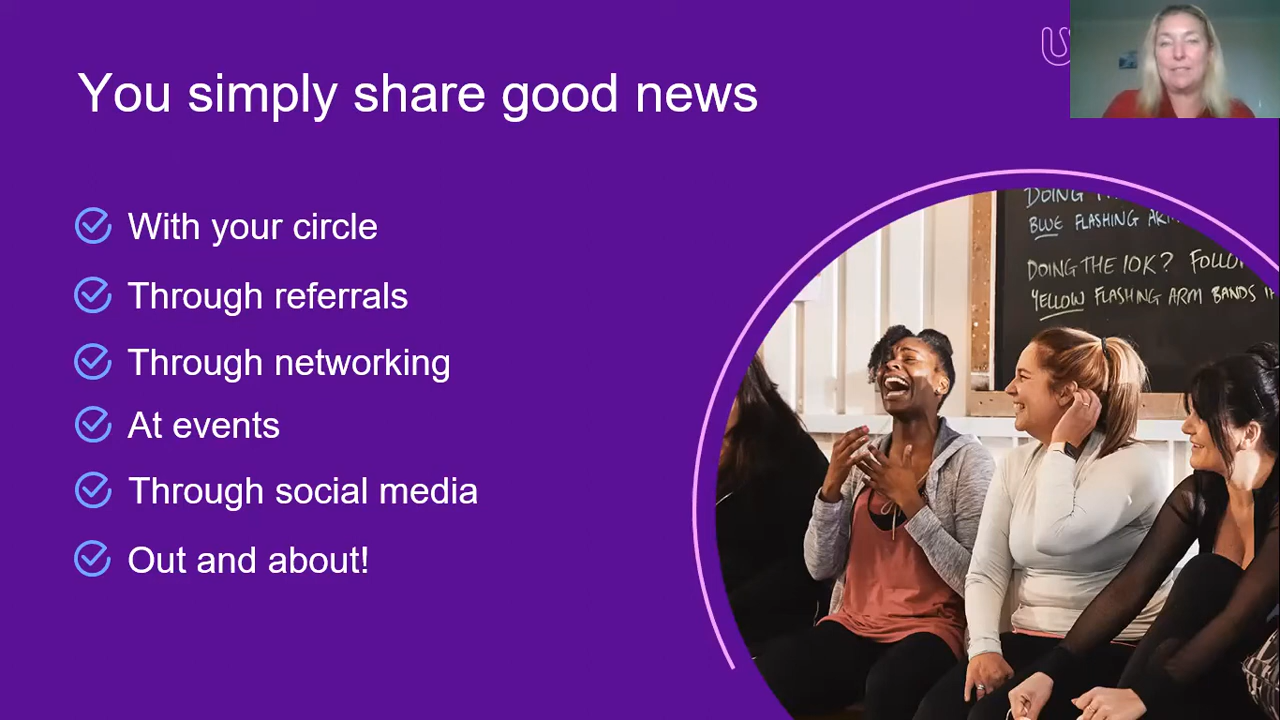 You simply share good news
With your circle
Through referrals
Through networking
At events
Through social media
Out and about!
DOING
BLUE FLASHING
DOING THE 10K?
YELLOW FLASHING ARM BANDS